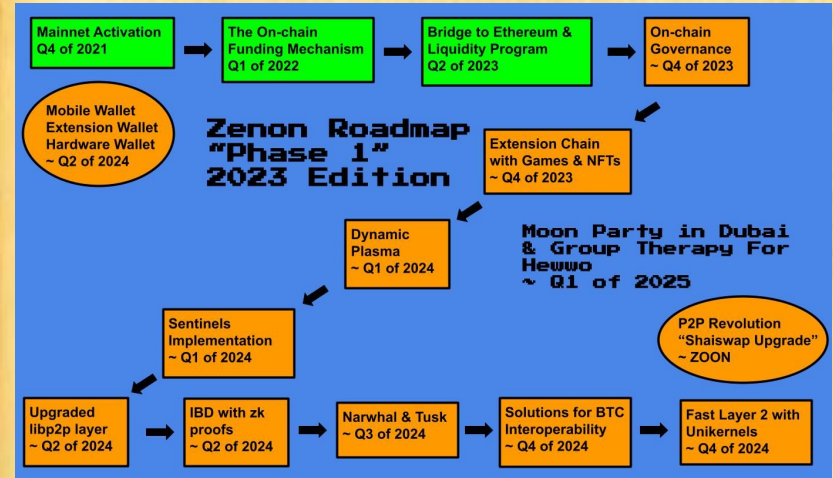 Mainnet Activation
Q4 of 2021
The On-chain
Funding Mechanism
Q1 of 2022
Bridge to Ethereum &
Liquidity Program
Q2 of 2023
On-chain
Governance
~ Q4 of 2023
Mobile Wallet
Extension Wallet
Hardware Wallet
~ Q2 of 2024
Zenon Roadmap
"Phase 1"
2023 Edition
Extension Chain
with Games & NFTs
~ Q4 of 2023
Dynamic
Plasma
~ Q1 of 2024
Moon Party in Dubai
& Group Therapy For
Hewwo
~ Q1 of 2025
Sentinels
Implementation
~ Q1 of 2024
P2P Revolution
“Shaiswap Upgrade”
~ ZOON
Upgraded
libp2p layer
~ Q2 of 2024
IBD with zk
proofs
~ Q2 of 2024
Narwhal & Tusk
~ Q3 of 2024
Solutions for BTC
Interoperability
~ Q4 of 2024
Fast Layer 2 with
Unikernels
~ Q4 of 2024